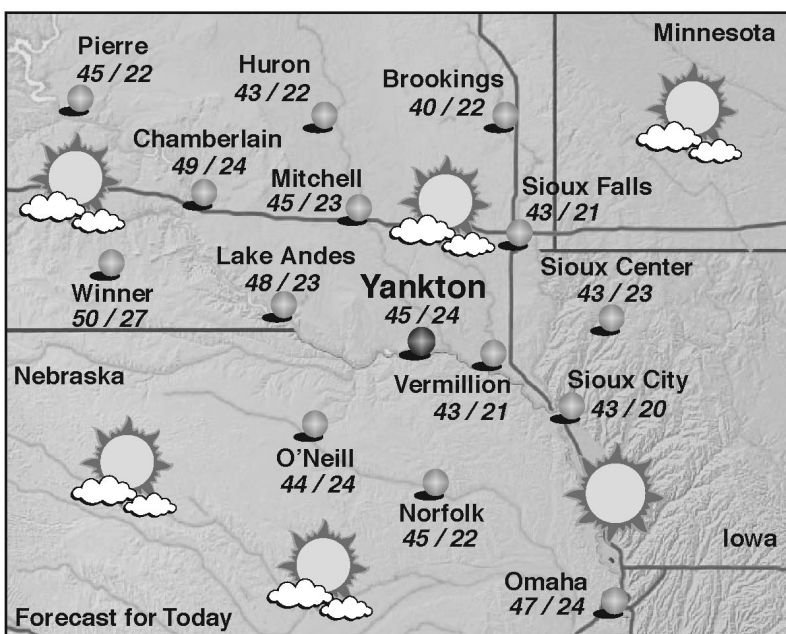 Minnesota
Pierre
45 / 22
Huron
43 / 22
Brookings
40 / 22
Chamberlain
49 / 24
Mitchell
45 / 23
Sioux Falls
43 / 21
Winner
50 / 27
Lake Andes
48 / 23
Yankton
45 / 24
Sioux Center
43 / 23
Nebraska
Vermillion
43 / 21
Sioux City
43 / 20
O'Neill
44 / 24
Norfolk
45 / 22
Iowa
Omaha
47 / 24
Forecast for Today